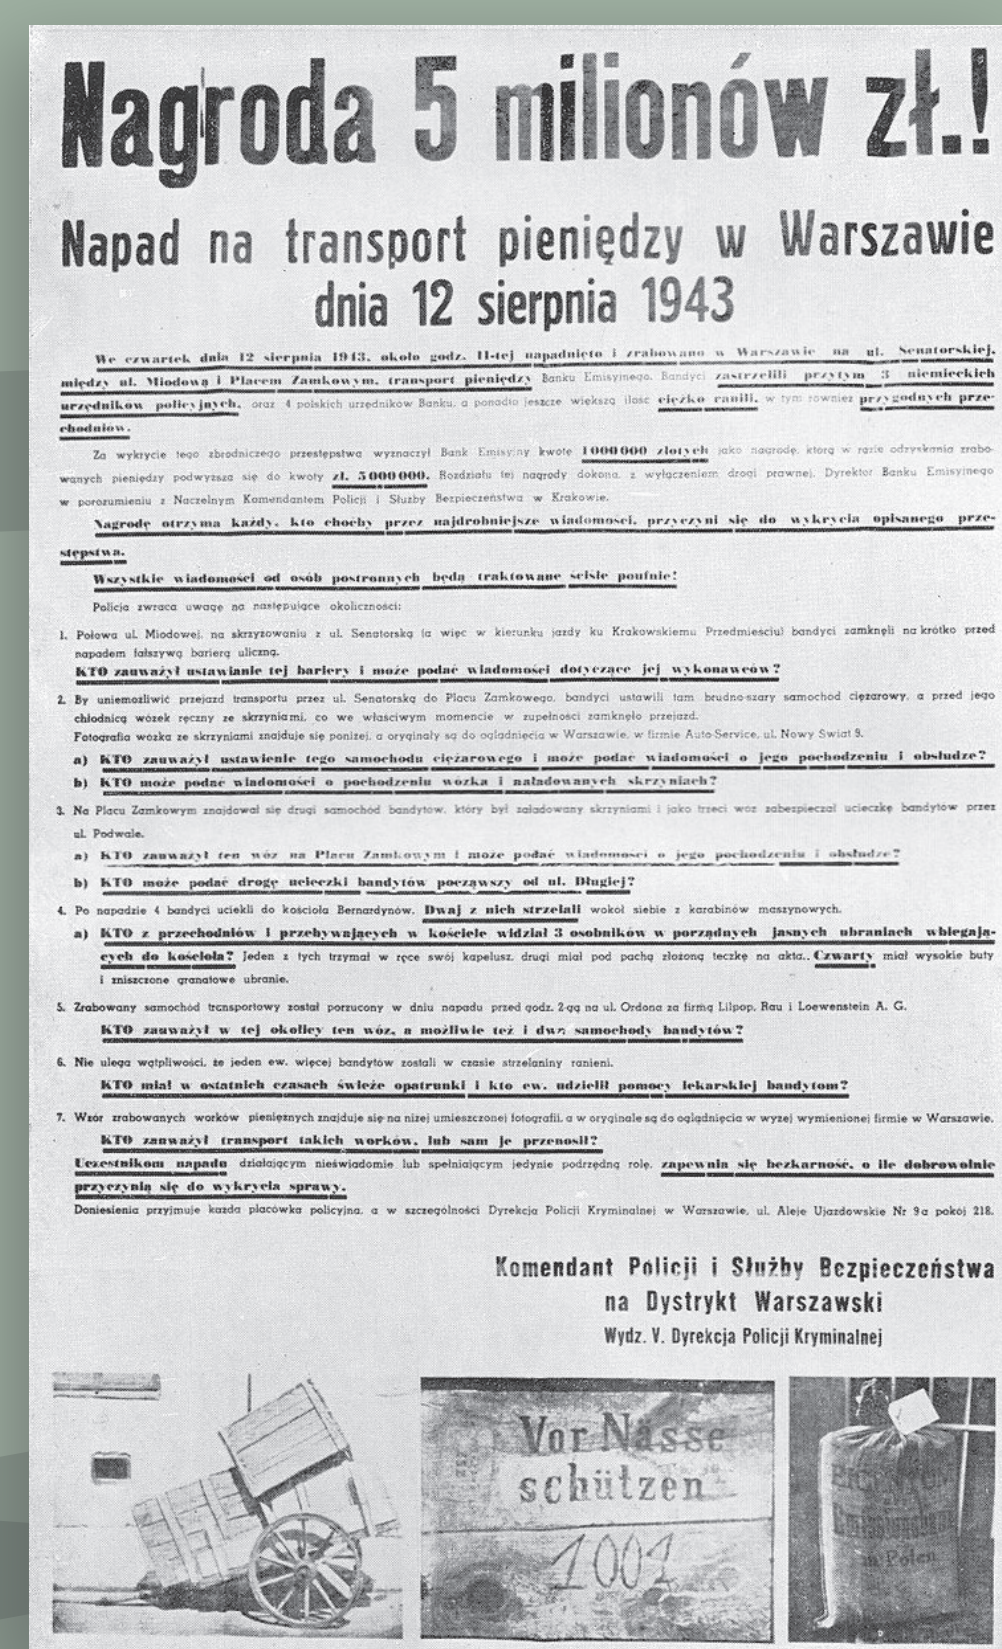 Nagroda 5 milionów zł.!
Napad na transport pieniędzy w Warszawie
dnia 12 sierpnia 1943
We czwartek dnia 12 sierpnia 1943. około godz. 11-tej napadnięto i zrabowano w Warszawie na ul. Senatorskiej,
między ul. Miodową i Placem Zamkowym, transport pieniędzy Banku Emisyjnego. Bandyci zastrzelili przytym 3 niemieckich
urzędników policyjnych, oraz 4 polskich urzędników Banku, a ponadto jeszcze większą ilość ciężko ranili, w tym również przygodnych prze-
chodniów.
Za wykrycie tego zbrodniczego przestępstwa wyznaczył Bank Emisyjny kwotę 1 000 000 złotych jako nagrodę, którą w razie odzyskania zrabo-
wanych pieniędzy podwyższa się do kwoty zł. 5 000 000. Rozdziału tej nagrody dokona, z wyłączeniem drogi prawnej, Dyrektor Banku Emisyjnego
w porozumieniu z Naczelnym Komendantem Policji i Służby Bezpieczeństwa w Krakowie.
Nagrodę otrzyma każdy, kto choćby przez najdrobniejsze wiadomości, przyczyni się do wykrycia opisanego prze-
stępstwa.
Wszystkie wiadomości od osób postronnych będą traktowane ściśle poufnie!
Policja zwraca uwagę na następujące okoliczności:
1. Połowa ul. Miodowej, na skrzyżowaniu z ul. Senatorską (a więc w kierunku jazdy ku Krakowskiemu Przedmieściu) bandyci zamknęli na krótko przed
napadem fałszywą barierą uliczną.
KTO zauważył ustawianie tej bariery i może podać wiadomości dotyczące jej wykonawców?
2. By uniemożliwić przejazd transportu przez ul. Senatorską do Placu Zamkowego, bandyci ustawili tam brudno-szary samochód ciężarowy, a przed jego
chłodnicą wózek ręczny ze skrzyniami, co we właściwym momencie w zupełności zamknęło przejazd.
Fotografia wózka ze skrzyniami znajduje się poniżej, a oryginały są do oglądnięcia w Warszawie, w firmie Auto-Service, ul. Nowy Świat 9.
a) KTO zauważył ustawienie tego samochodu ciężarowego i może podać wiadomości o jego pochodzeniu i obsłudze?
b) KTO może podać wiadomości o pochodzeniu wózka i naładowanych skrzyniach?
3. Na Placu Zamkowym znajdował się drugi samochód bandytów, który był załadowany skrzyniami i jako trzeci wóz zabezpieczał ucieczkę bandytów przez
ul. Podwale.
a) KTO zauważył ten wóz na Placu Zamkowym i może podać wiadomości o jego pochodzeniu i obsłudze?
b) KTO może podać drogę ucieczki bandytów począwszy od ul. Długiej?
4. Po napadzie 4 bandyci uciekli do kościoła Bernardynów. Dwaj z nich strzelali wokół siebie z karabinów maszynowych.
a) KTO z przechodniów i przebywających w kościele widział 3 osobników w porządnych jasnych ubraniach wbiegają-
cych do kościoła? Jeden z tych trzymał w ręce swój kapelusz, drugi miał pod pachą złożoną teczkę na akta.. Czwarty miał wysokie buty
i zniszczone granatowe ubranie.
5. Zrabowany samochód transportowy został porzucony w dniu napadu przed godz. 2-gą na ul. Ordona za firmą Lilpop, Rau i Loewenstein A. G.
KTO zauważył w tej okolicy ten wóz, a możliwie też i dwa samochody bandytów?
6. Nie ulega wątpliwości, że jeden ew. więcej bandytów zostali w czasie strzelaniny ranieni.
KTO miał w ostatnich czasach świeże opatrunki i kto ew. udzielił pomocy lekarskiej bandytom?
7. Wzór zrabowanych worków pieniężnych znajduje się na niżej umieszczonej fotografii, a w oryginale są do oglądnięcia w wyżej wymienionej firmie w Warszawie.
KTO zauważył transport takich worków, lub sam je przenosił?
Uczestnikom napadu działającym nieświadomie lub spełniającym jedynie podrzędną rolę, zapewnia się bezkarność, o ile dobrowolnie
przyczynią się do wykrycia sprawy.
Doniesienia przyjmuje każda placówka policyjna, a w szczególności Dyrekcja Policji Kryminalnej w Warszawie, ul. Aleje Ujazdowskie Nr 9a pokój 218.
Komendant Policji i Służby Bezpieczeństwa
na Dystrykt Warszawski
Wydz. V. Dyrekcja Policji Kryminalnej
Vor Nässe
schützen
1001
Emissionsbank
in Polen